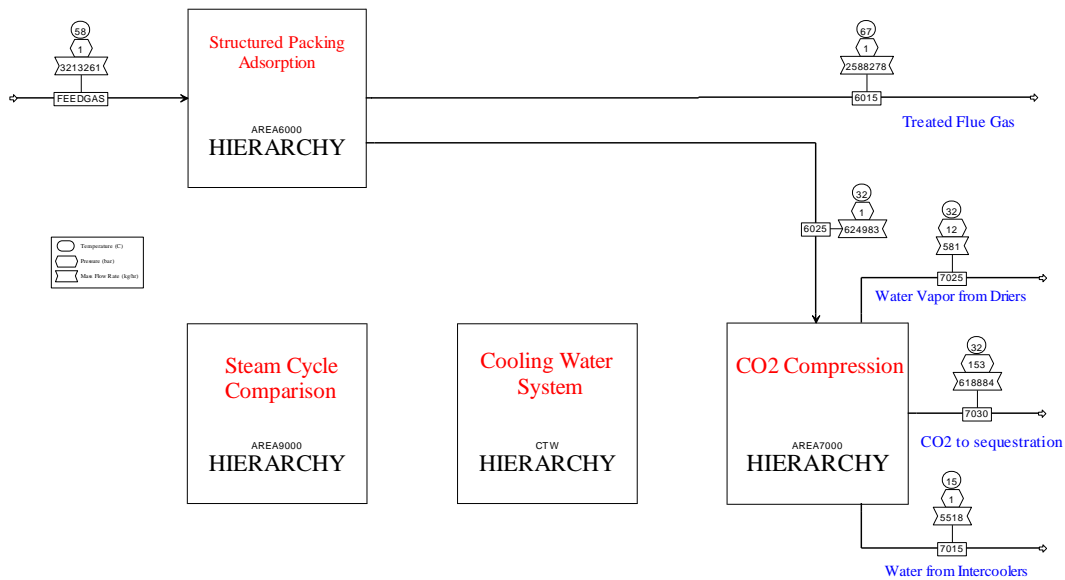 58
1
3213261
FEEDGAS
Structured Packing
Adsorption
AREA6000
HIERARCHY
67
1
2588278
6015
Treated Flue Gas
32
1
6025
624983
32
12
581
7025
Water Vapor from Driers
Temperature (C)
Pressure (bar)
Mass Flow Rate (kg/hr)
Steam Cycle
Comparison
AREA9000
HIERARCHY
Cooling Water
System
CTW
HIERARCHY
CO2 Compression
AREA7000
HIERARCHY
32
153
618884
7030
CO2 to sequestration
15
1
5518
7015
Water from Intercoolers